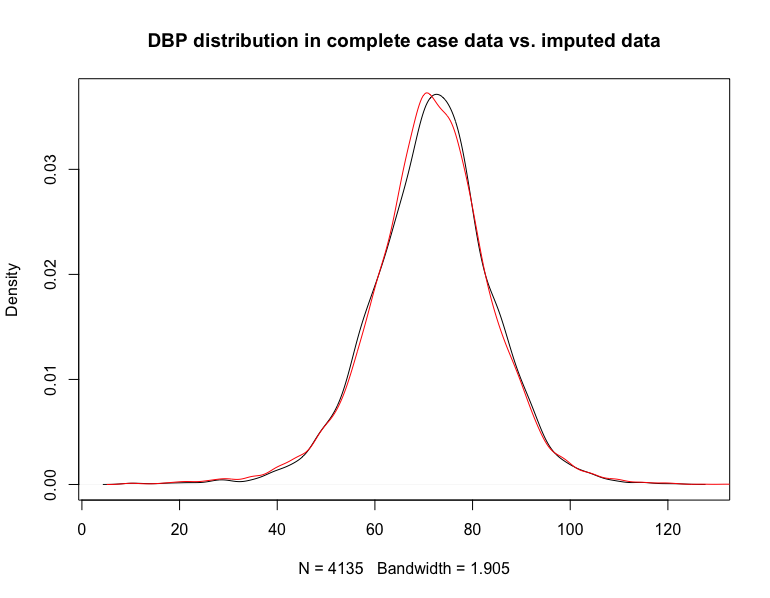 DBP distribution in complete case data vs. imputed data
Density
0.03
0.02
0.01
0.00
0 20 40 60 80 100 120
N = 4135 Bandwidth = 1.905